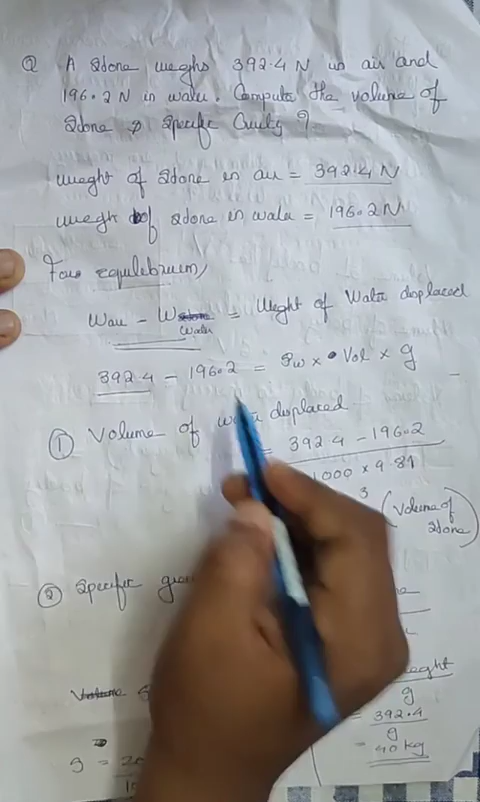 Q A Stone weighs 392.4 N in air and
196.2 N in water. Compute the volume of
Stone & Specific Gravity ?
weight of Stone in air = 392.4 N
weigh of stone in water = 196.2 N
For equilibrium,
Wair - W water = Weight of Water displaced
392.4 - 196.2 = ρw × Vol × g
① Volume of water displaced
= 392.4 - 196.2
1000 × 9.81
3
(Volume of
stone)
② Specific
g
= 392.4
g
= 40 kg
S =